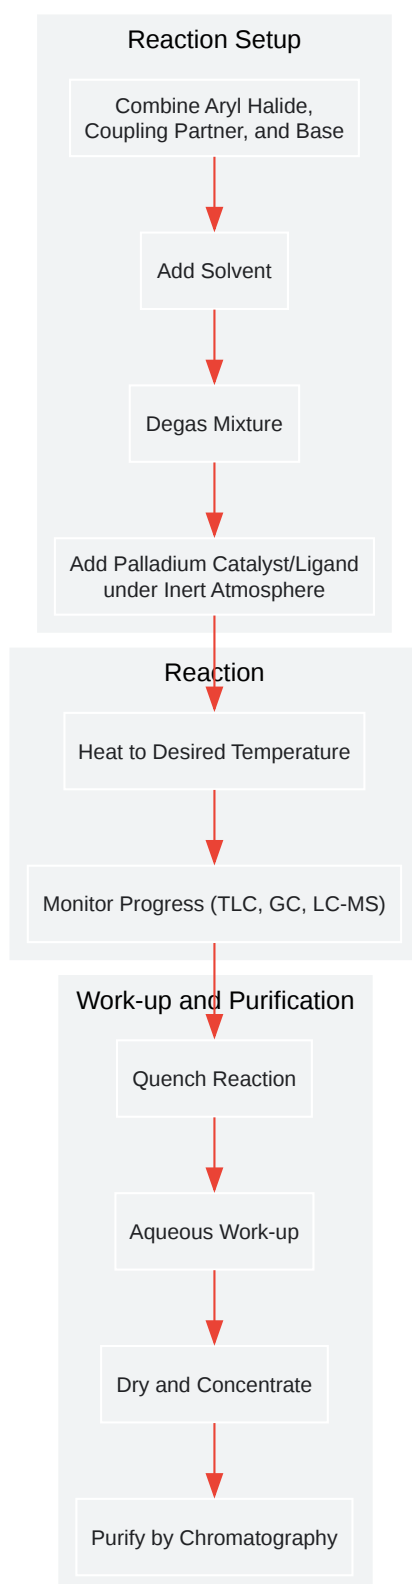 Reaction Setup
Combine Aryl Halide,
Coupling Partner, and Base
Add Solvent
Degas Mixture
Add Palladium Catalyst/Ligand
under Inert Atmosphere
Reaction
Heat to Desired Temperature
Monitor Progress (TLC, GC, LC-MS)
Work-up and Purification
Quench Reaction
Aqueous Work-up
Dry and Concentrate
Purify by Chromatography